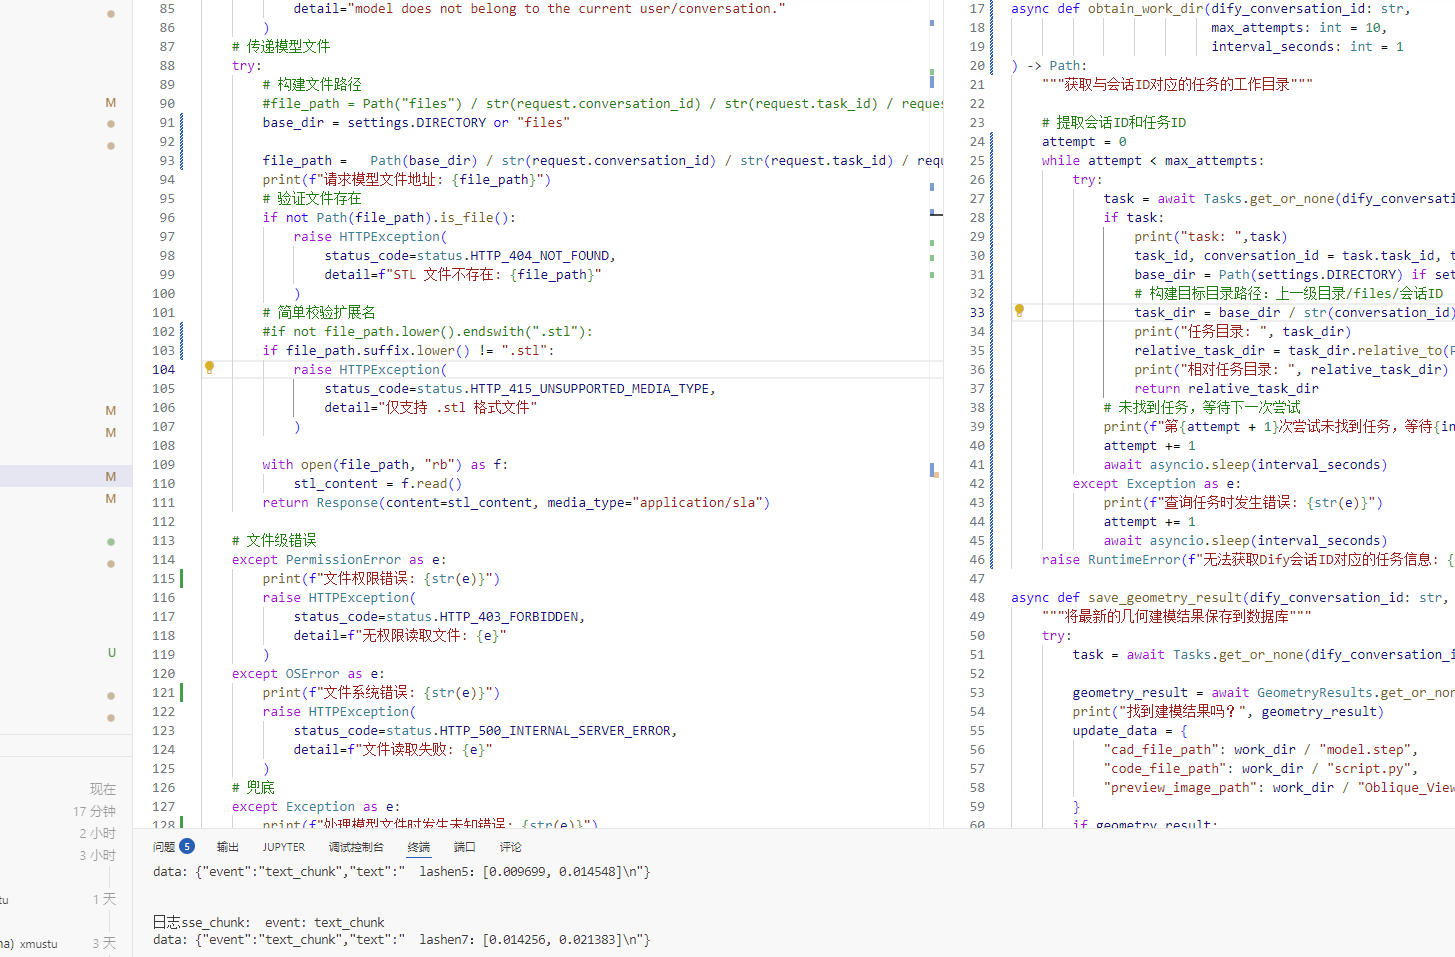 M
M
M
M
M
U
现在
17 分钟
2 小时
3 小时
tu
1 天
na) xmustu
3 天
85 detail="model does not belong to the current user/conversation."
86 )
87 # 传递模型文件
88 try:
89 # 构建文件路径
90 #file_path = Path("files") / str(request.conversation_id) / str(request.task_id) / reque
91 base_dir = settings.DIRECTORY or "files"
92
93 file_path =   Path(base_dir) / str(request.conversation_id) / str(request.task_id) / requ
94 print(f"请求模型文件地址: {file_path}")
95 # 验证文件存在
96 if not Path(file_path).is_file():
97 raise HTTPException(
98 status_code=status.HTTP_404_NOT_FOUND,
99 detail=f"STL 文件不存在: {file_path}"
100 )
101 # 简单校验扩展名
102 #if not file_path.lower().endswith(".stl"):
103 if file_path.suffix.lower() != ".stl":
104 raise HTTPException(
105 status_code=status.HTTP_415_UNSUPPORTED_MEDIA_TYPE,
106 detail="仅支持 .stl 格式文件"
107 )
108
109 with open(file_path, "rb") as f:
110 stl_content = f.read()
111 return Response(content=stl_content, media_type="application/sla")
112
113 # 文件级错误
114 except PermissionError as e:
115 print(f"文件权限错误: {str(e)}")
116 raise HTTPException(
117 status_code=status.HTTP_403_FORBIDDEN,
118 detail=f"无权限读取文件: {e}"
119 )
120 except OSError as e:
121 print(f"文件系统错误: {str(e)}")
122 raise HTTPException(
123 status_code=status.HTTP_500_INTERNAL_SERVER_ERROR,
124 detail=f"文件读取失败: {e}"
125 )
126 # 兜底
127 except Exception as e:
128 print(f"处理模型文件时发生未知错误: {str(e)}")
17 async def obtain_work_dir(dify_conversation_id: str,
18 max_attempts: int = 10,
19 interval_seconds: int = 1
20 ) -> Path:
21 """获取与会话ID对应的任务的工作目录"""
22
23 # 提取会话ID和任务ID
24 attempt = 0
25 while attempt < max_attempts:
26 try:
27 task = await Tasks.get_or_none(dify_conversati
28 if task:
29 print("task: ",task)
30 task_id, conversation_id = task.task_id, t
31 base_dir = Path(settings.DIRECTORY) if set
32 # 构建目标目录路径: 上一级目录/files/会话ID
33 task_dir = base_dir / str(conversation_id)
34 print("任务目录: ", task_dir)
35 relative_task_dir = task_dir.relative_to(P
36 print("相对任务目录: ", relative_task_dir)
37 return relative_task_dir
38 # 未找到任务，等待下一次尝试
39 print(f"第{attempt + 1}次尝试未找到任务，等待{in
40 attempt += 1
41 await asyncio.sleep(interval_seconds)
42 except Exception as e:
43 print(f"查询任务时发生错误: {str(e)}")
44 attempt += 1
45 await asyncio.sleep(interval_seconds)
46 raise RuntimeError(f"无法获取Dify会话ID对应的任务信息: {
47
48 async def save_geometry_result(dify_conversation_id: str,
49 """将最新的几何建模结果保存到数据库"""
50 try:
51 task = await Tasks.get_or_none(dify_conversation_i
52
53 geometry_result = await GeometryResults.get_or_non
54 print("找到建模结果吗？", geometry_result)
55 update_data = {
56 "cad_file_path": work_dir / "model.step",
57 "code_file_path": work_dir / "script.py",
58 "preview_image_path": work_dir / "Oblique_View
59 }
60 if geometry_result:
问题 5 输出 JUPYTER 调试控制台 终端 端口 评论
data: {"event":"text_chunk","text":"  lashen5: [0.009699, 0.014548]\n"}
日志sse_chunk:  event: text_chunk
data: {"event":"text_chunk","text":"  lashen7: [0.014256, 0.021383]\n"}